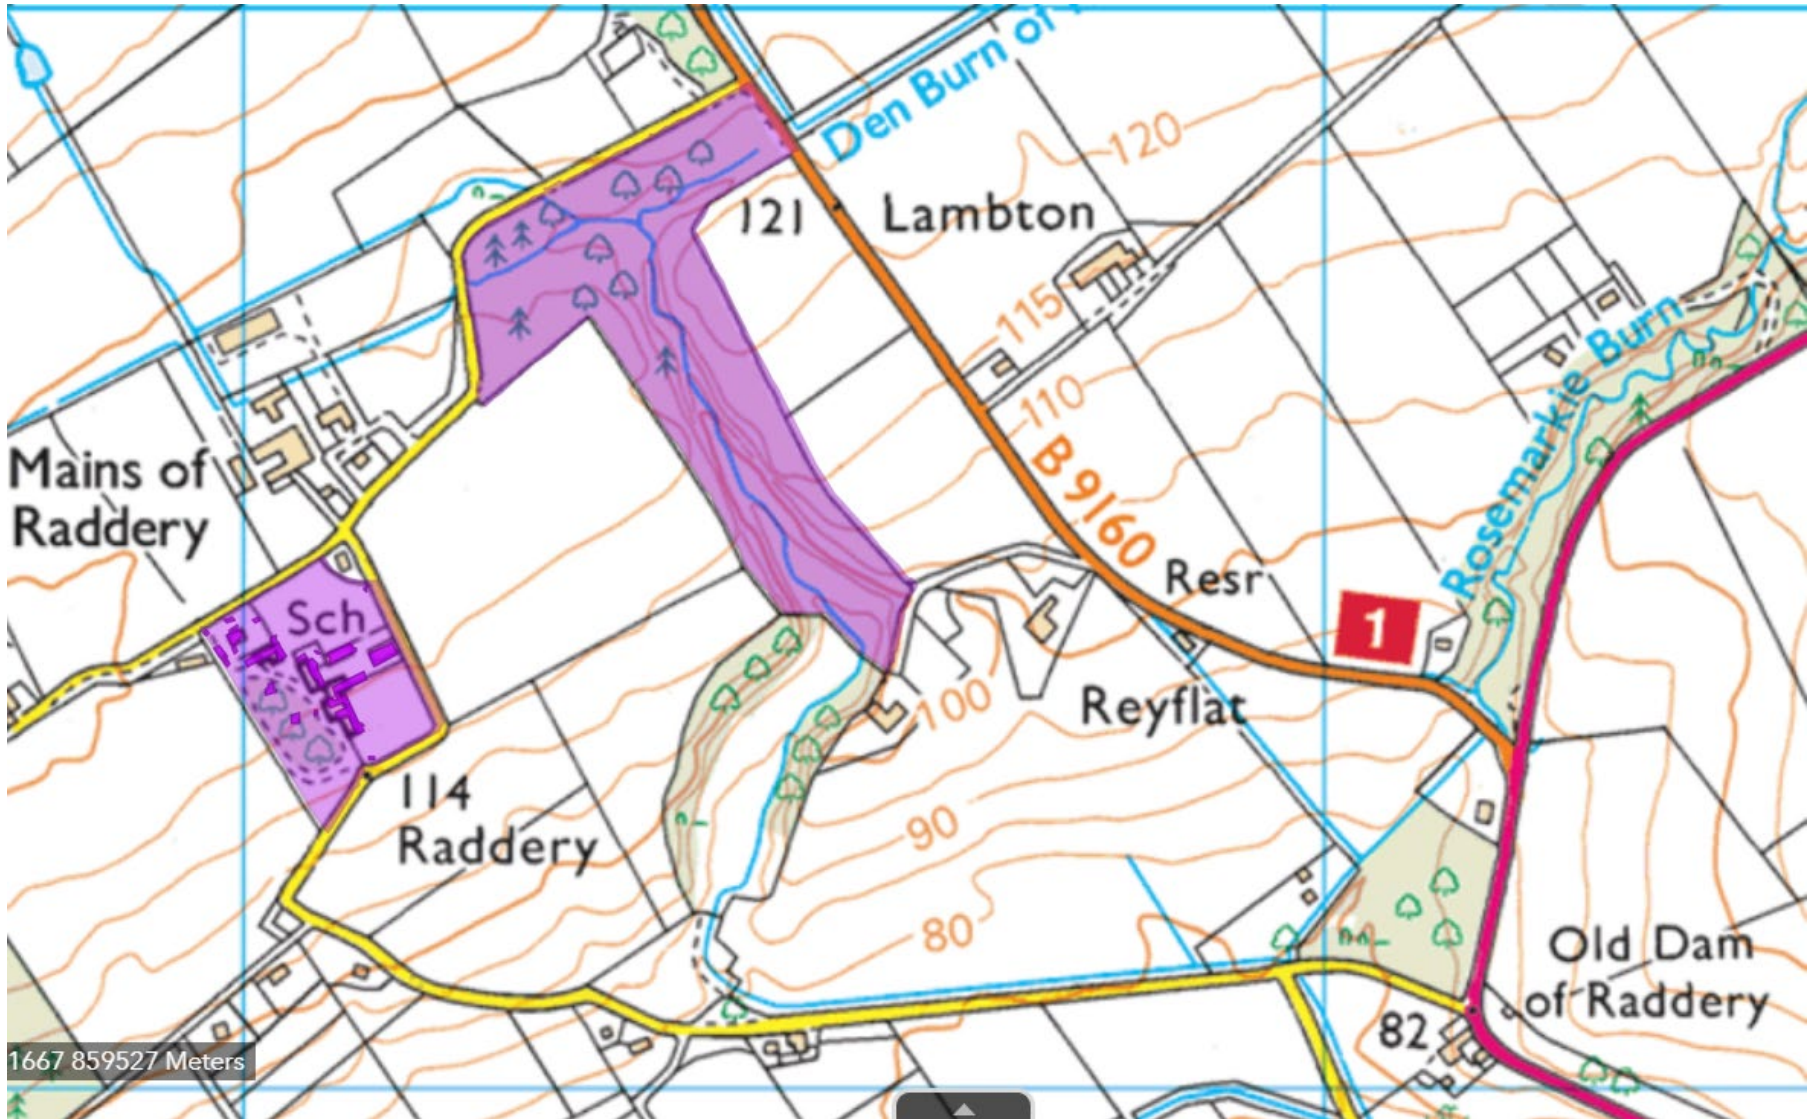 Den Burn of
120
121
Lambton
115
110
Rosemarkie Burn
Mains of
Raddery
B 9160
Resr
Sch
1
100
Reyflat
114
Raddery
90
80
Old Dam
of Raddery
82
1667 859527 Meters